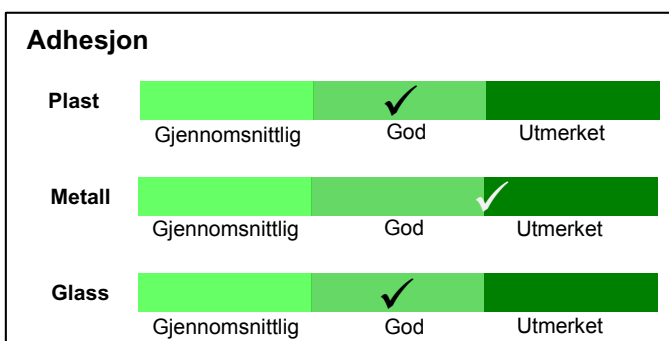 Adhesjon
Plast
Gjennomsnittlig God Utmerket
Metall
Gjennomsnittlig God Utmerket
Glass
Gjennomsnittlig God Utmerket